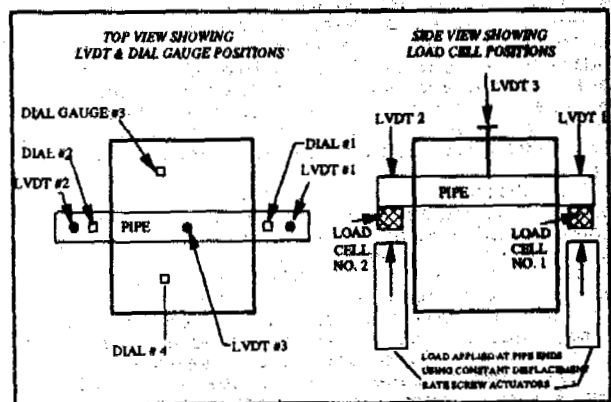 TOP VIEW SHOWING
LVDT & DIAL GAUGE POSITIONS
DIAL GAUGE #3
DIAL #1
DIAL #2
LVDT #1
LVDT #2
PIPE
DIAL # 4
LVDT #3
SIDE VIEW SHOWING
LOAD CELL POSITIONS
LVDT 3
LVDT 2
LVDT 1
PIPE
LOAD
CELL
NO. 2
LOAD
CELL
NO. 1
LOAD APPLIED AT PIPE ENDS
USING CONSTANT DISPLACEMENT
RATE SCREW ACTUATORS